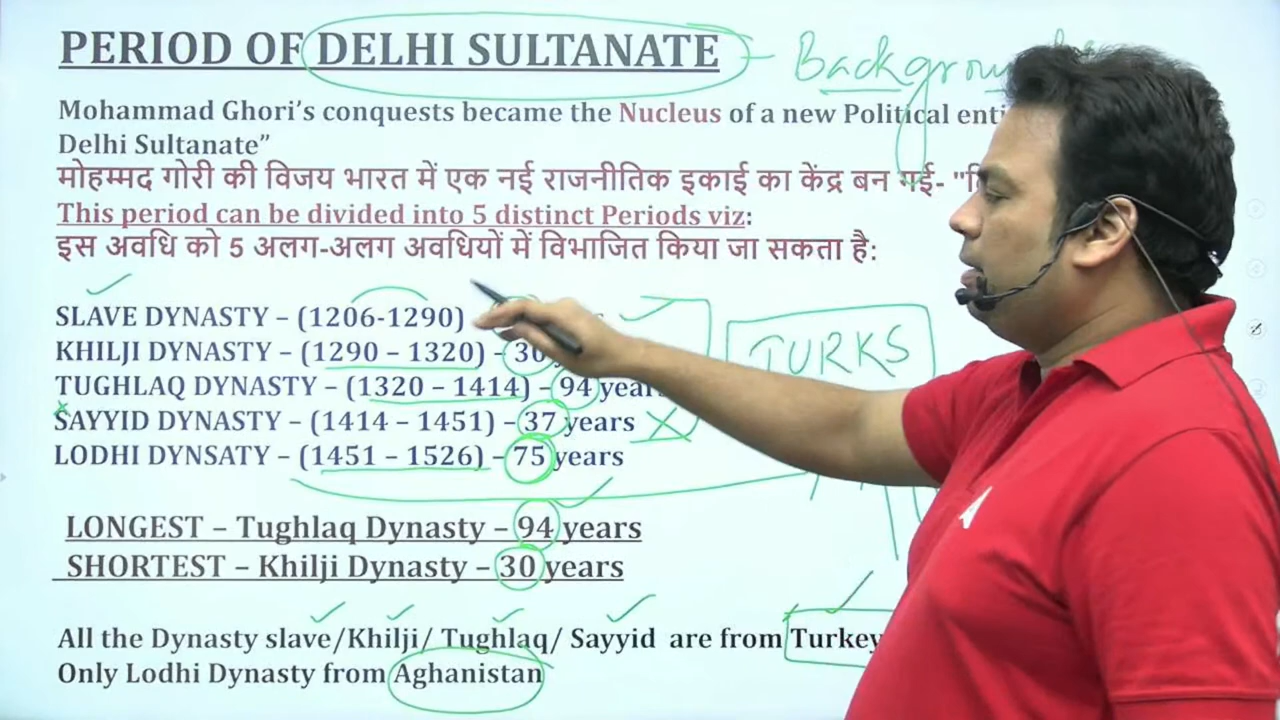 PERIOD OF DELHI SULTANATE -
Mohammad Ghori's conquests became the Nucleus of a new Political
Delhi Sultanate”
मोहम्मद गोरी की विजय भारत में एक नई राजनीतिक इकाई का केंद्र बन गई- "
This period can be divided into 5 distinct Periods viz:
इस अवधि को 5 अलग-अलग अवधियों में विभाजित किया जा सकता है:
SLAVE DYNASTY – (1206-1290)
KHILJI DYNASTY – (1290 – 1320) – 30
TUGHLAQ DYNASTY – (1320 – 1414) – 94 years
SAYYID DYNASTY – (1414 – 1451) – 37 years
LODHI DYNSATY – (1451 – 1526) – 75 years
TURKS
LONGEST – Tughlaq Dynasty – 94 years
SHORTEST – Khilji Dynasty – 30 years
All the Dynasty slave/Khilji/ Tughlaq/ Sayyid are from Turkey
Only Lodhi Dynasty from Aghanistan